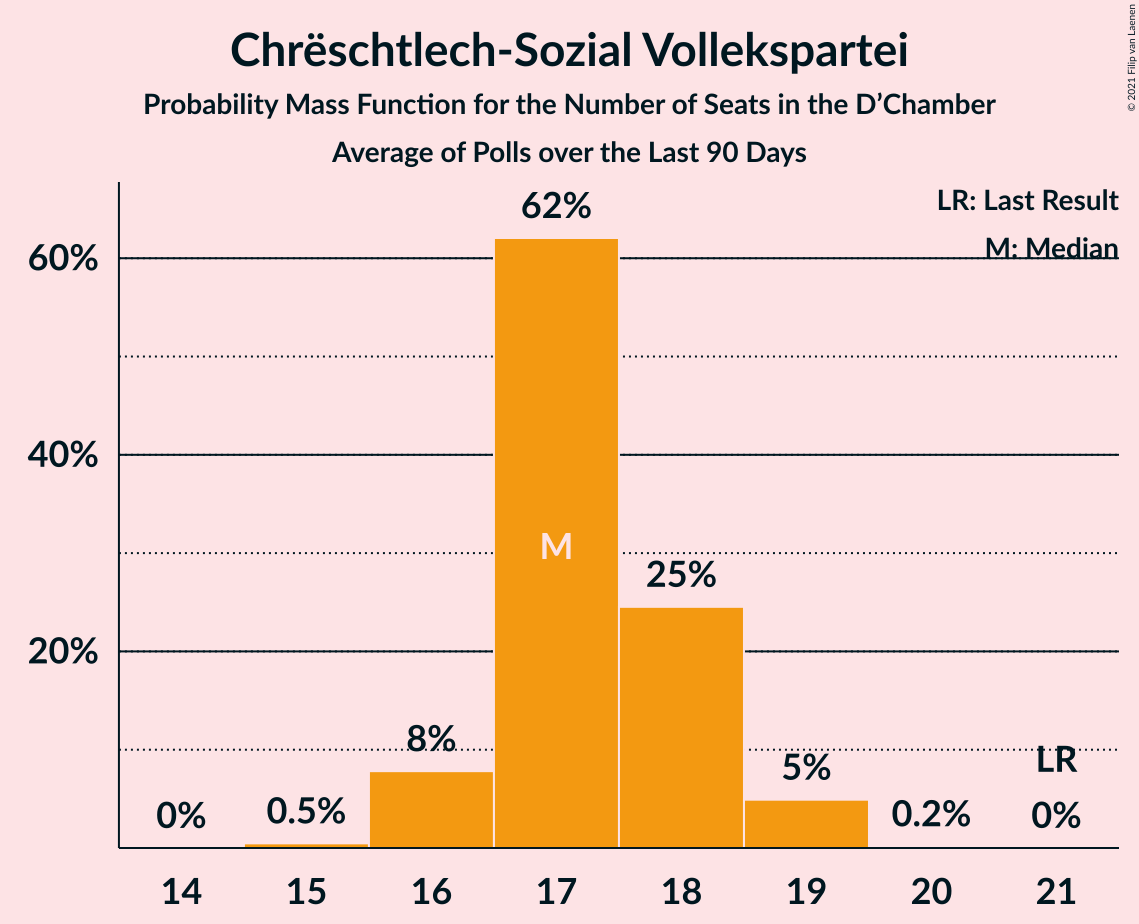 Chrëschtlech-Sozial Vollekspartei
Probability Mass Function for the Number of Seats in the D’Chamber
Average of Polls over the Last 90 Days
© 2021 Filip van Laenen
LR: Last Result
M: Median
60%
40%
20%
0%
0.5%
8%
62%
M
25%
5%
0.2%
LR
0%
14 15 16 17 18 19 20 21